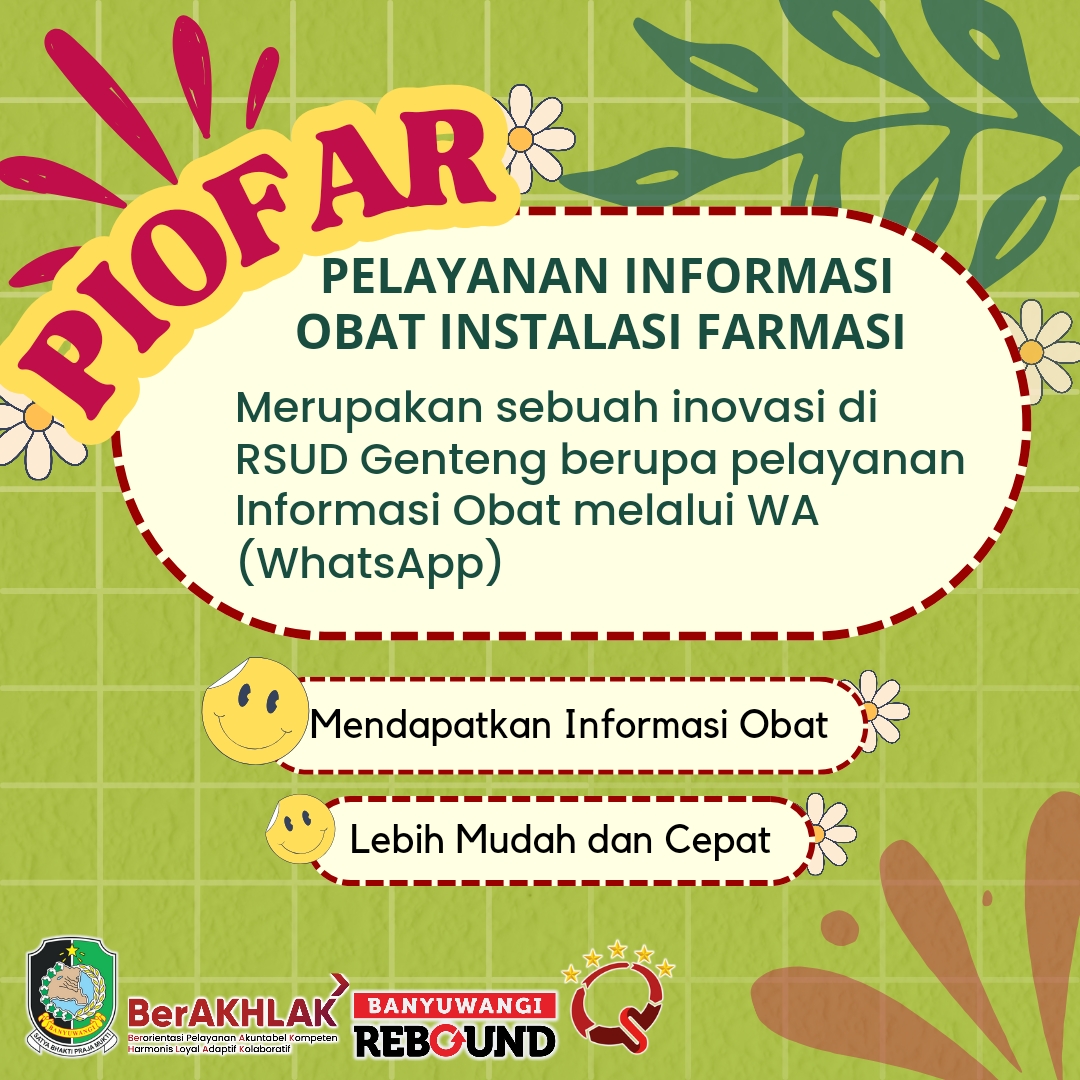 PIOFAR
PELAYANAN INFORMASI
OBAT INSTALASI FARMASI
Merupakan sebuah inovasi di
RSUD Genteng berupa pelayanan
Informasi Obat melalui WA
(WhatsApp)
Mendapatkan Informasi Obat
Lebih Mudah dan Cepat
BANYUWANGI
SATYA BHAKTI PRAJA MUKTI
BerAKHLAK
Berorientasi Pelayanan Akuntabel Kompeten
Harmonis Loyal Adaptif Kolaboratif
BANYUWANGI
REBOUND